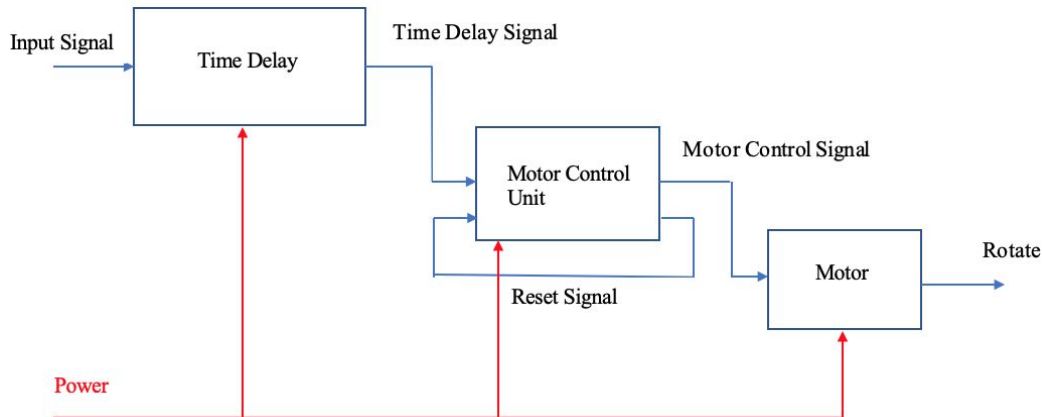 Input Signal
Time Delay
Time Delay Signal
Motor Control
Unit
Motor Control Signal
Reset Signal
Motor
Rotate
Power